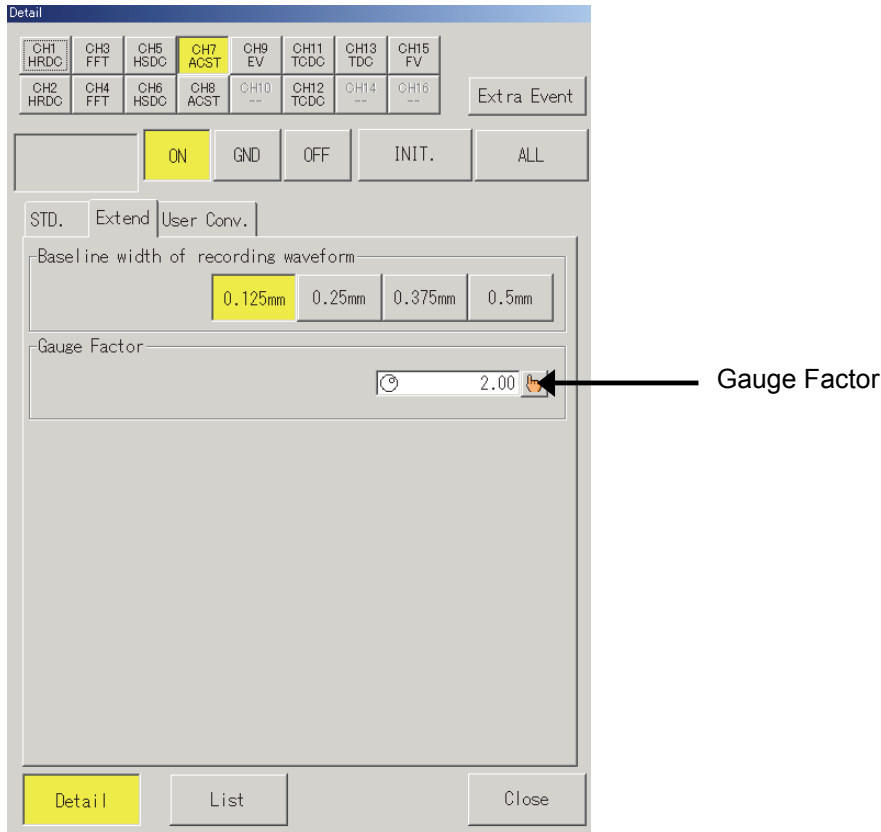 Detail
CH1 CH3 CH5 CH7 CH9 CH11 CH13 CH15
HRDC FFT HSDC ACST EV TCDC TDC FV
CH2 CH4 CH6 CH8 CH10 CH12 CH14 CH16
HRDC FFT HSDC ACST -- TCDC -- --
Extra Event
ON GND OFF INIT. ALL
STD. Extend User Conv.
Baseline width of recording waveform
0.125mm 0.25mm 0.375mm 0.5mm
Gauge Factor
2.00
Gauge Factor
Detail List Close